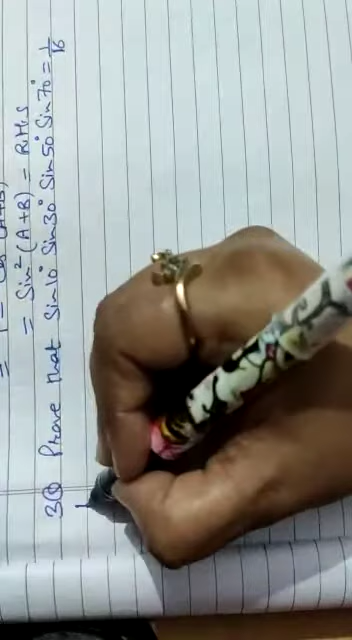 = Sin²(A+B) = R.H.S
3Q Prove that Sin10° Sin30° Sin50° Sin70° = 1/16